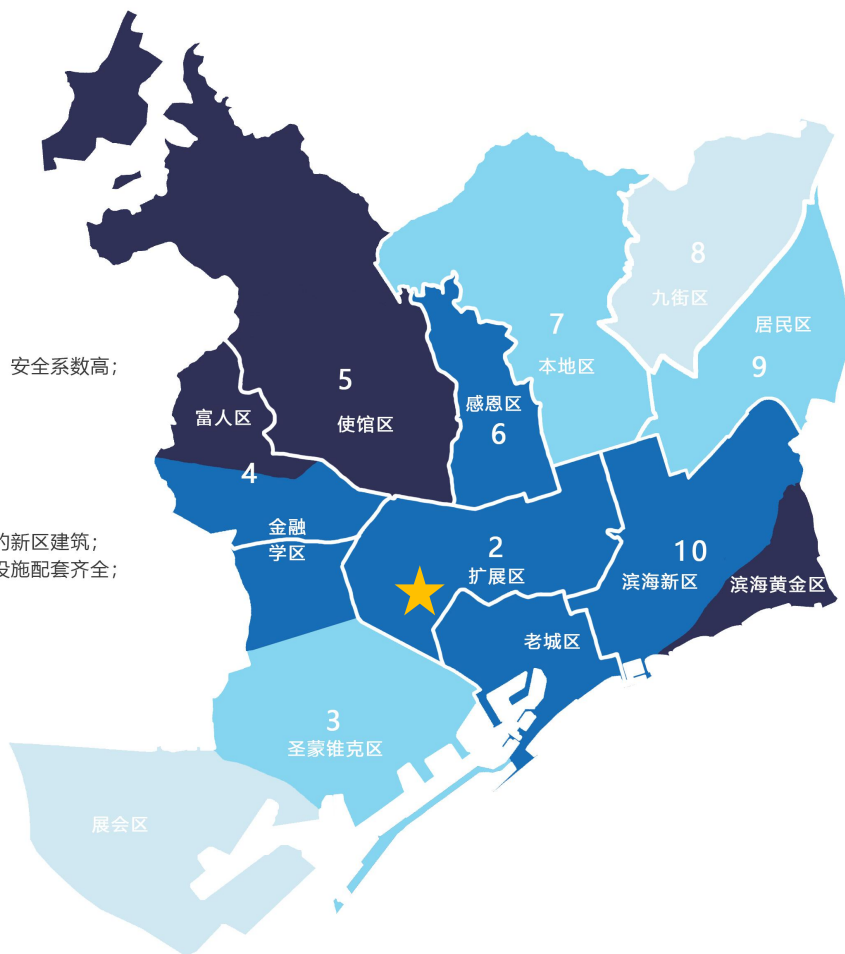 8
九街区
居民区
9
7
本地区
安全系数高；
5
使馆区
富人区
感恩区
6
4
金融
学区
的新区建筑；
设施配套齐全；
2
扩展区
10
滨海新区
滨海黄金区
老城区
3
圣蒙锥克区
展会区